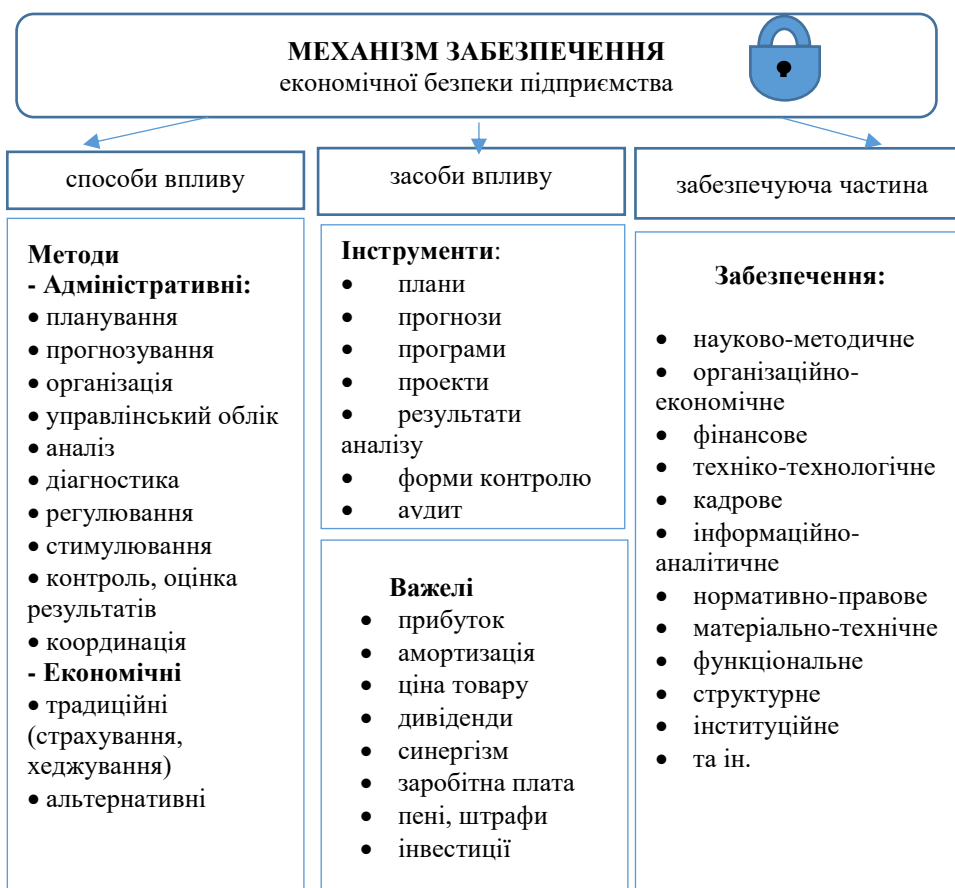 МЕХАНІЗМ ЗАБЕЗПЕЧЕННЯ
економічної безпеки підприємства
способи впливу
засоби впливу
забезпечуюча частина
Методи
- Адміністративні:
• планування
• прогнозування
• організація
• управлінський облік
• аналіз
• діагностика
• регулювання
• стимулювання
• контроль, оцінка
результатів
• координація
- Економічні
• традиційні
(страхування,
хеджування)
• альтернативні
Інструменти:
• плани
• прогнози
• програми
• проекти
• результати
аналізу
• форми контролю
• аудит
Важелі
• прибуток
• амортизація
• ціна товару
• дивіденди
• синергізм
• заробітна плата
• пені, штрафи
• інвестиції
Забезпечення:
• науково-методичне
• організаційно-
економічне
• фінансове
• техніко-технологічне
• кадрове
• інформаційно-
аналітичне
• нормативно-правове
• матеріально-технічне
• функціональне
• структурне
• інституційне
• та ін.